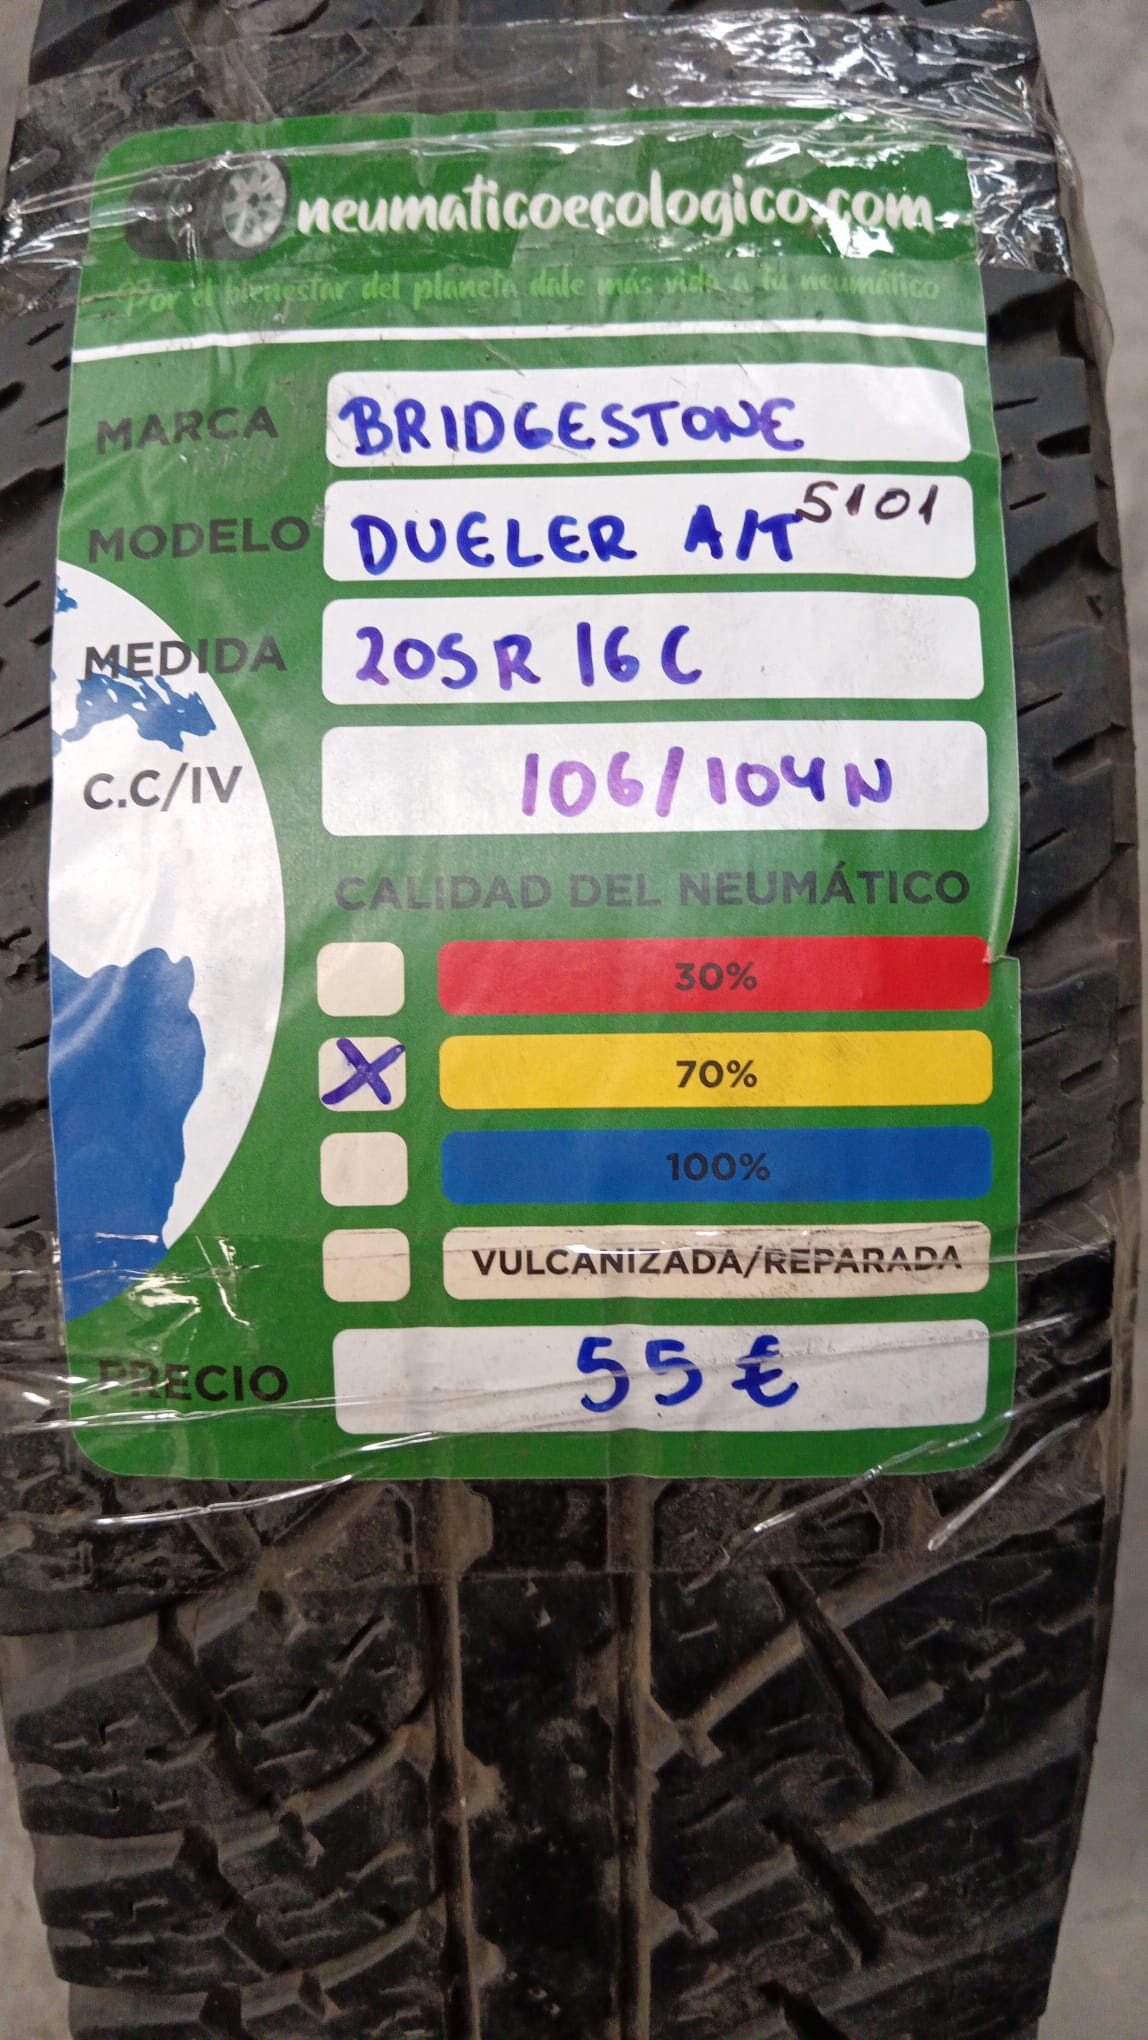 neumaticoecologico.com
Por el bienestar del planeta dale más vida a tu neumático
MARCA BRIDGESTONE
MODELO DUELER A/T 5101
MEDIDA 205R 16C
C.C/IV 106/104N
CALIDAD DEL NEUMÁTICO
30%
X 70%
100%
VULCANIZADA/REPARADA
PRECIO 55 €